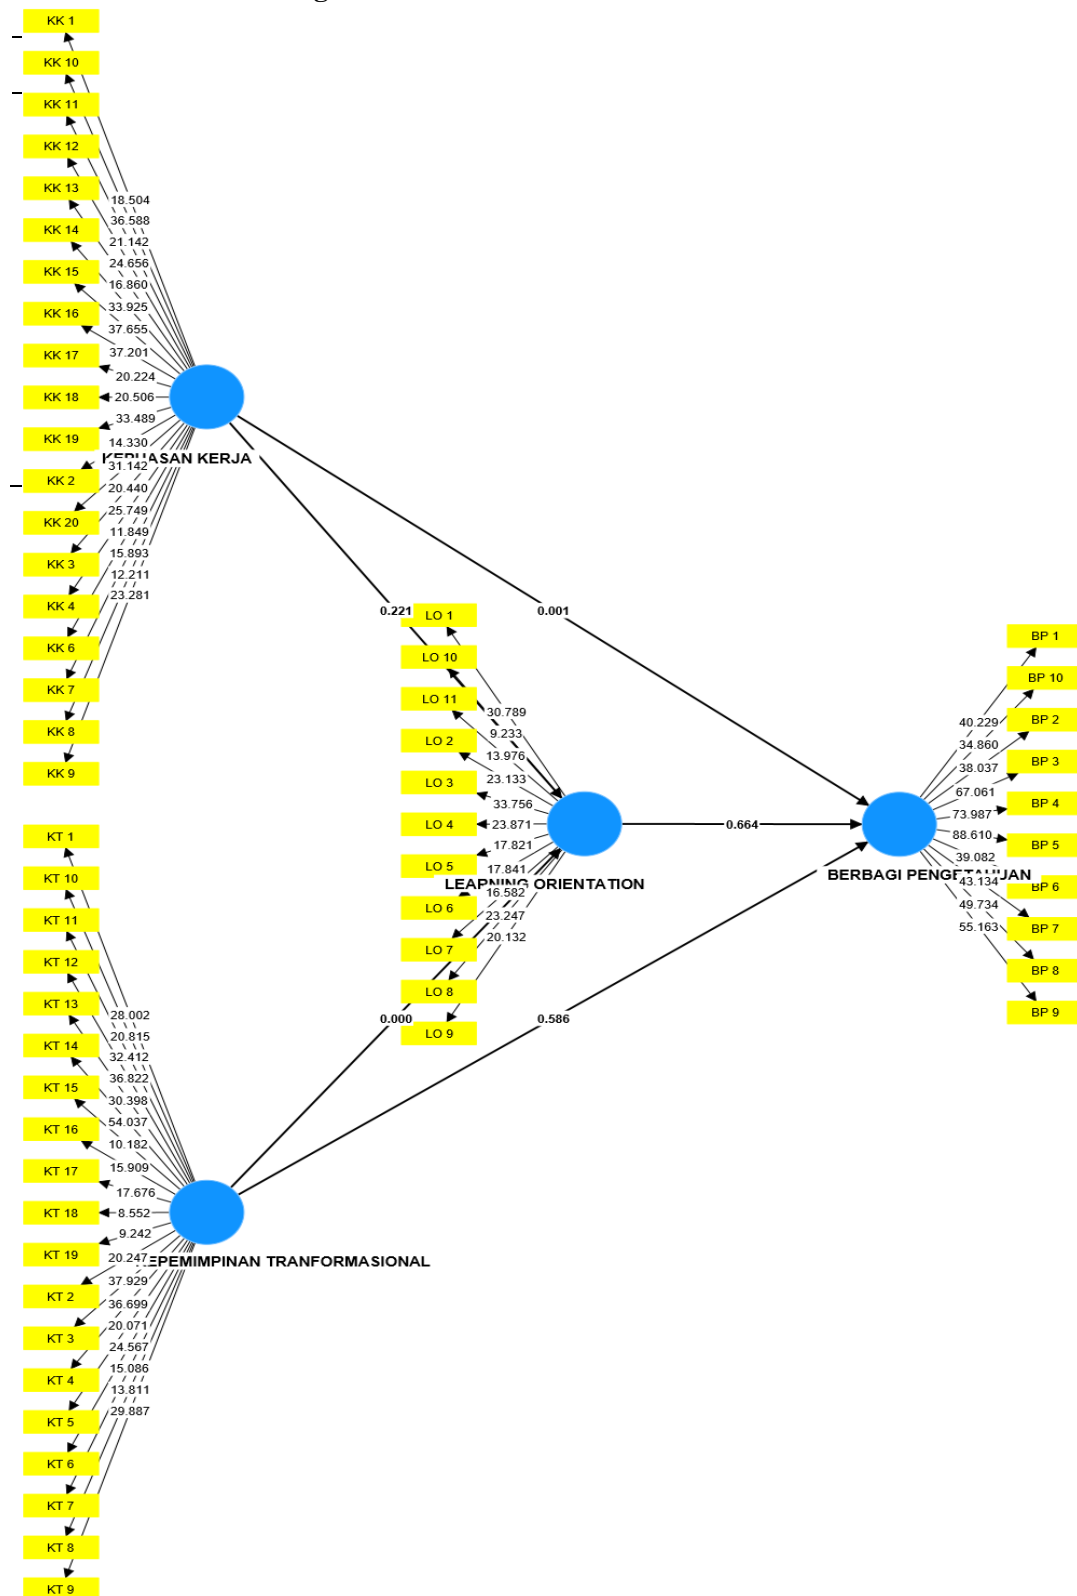 KK 1
KK 10
KK 11
KK 12
KK 13
KK 14
KK 15
KK 16
KK 17
KK 18
KK 19
KK 2
KK 20
KK 3
KK 4
KK 6
KK 7
KK 8
KK 9
18.504
36.588
21.142
24.656
16.860
33.925
37.655
37.201
20.224
20.506
33.489
14.330
31.142
20.440
25.749
11.849
15.893
12.211
23.281
KEPUASAN KERJA
0.221
0.001
LO 1
LO 10
LO 11
LO 2
LO 3
LO 4
LO 5
LO 6
LO 7
LO 8
LO 9
30.789
9.233
13.976
23.133
33.756
23.871
17.821
17.841
16.582
23.247
20.132
LEARNING ORIENTATION
0.664
BP 1
BP 10
BP 2
BP 3
BP 4
BP 5
BP 6
BP 7
BP 8
BP 9
40.229
34.860
38.037
67.061
73.987
88.610
39.082
43.134
49.734
55.163
BERBAGI PENGETAHUAN
0.000
0.586
KT 1
KT 10
KT 11
KT 12
KT 13
KT 14
KT 15
KT 16
KT 17
KT 18
KT 19
KT 2
KT 3
KT 4
KT 5
KT 6
KT 7
KT 8
KT 9
28.002
20.815
32.412
36.822
30.398
54.037
10.182
15.909
17.676
8.552
9.242
20.247
37.929
36.699
20.071
24.567
15.086
13.811
29.887
EPEMIMPINAN TRANFORMASIONAL